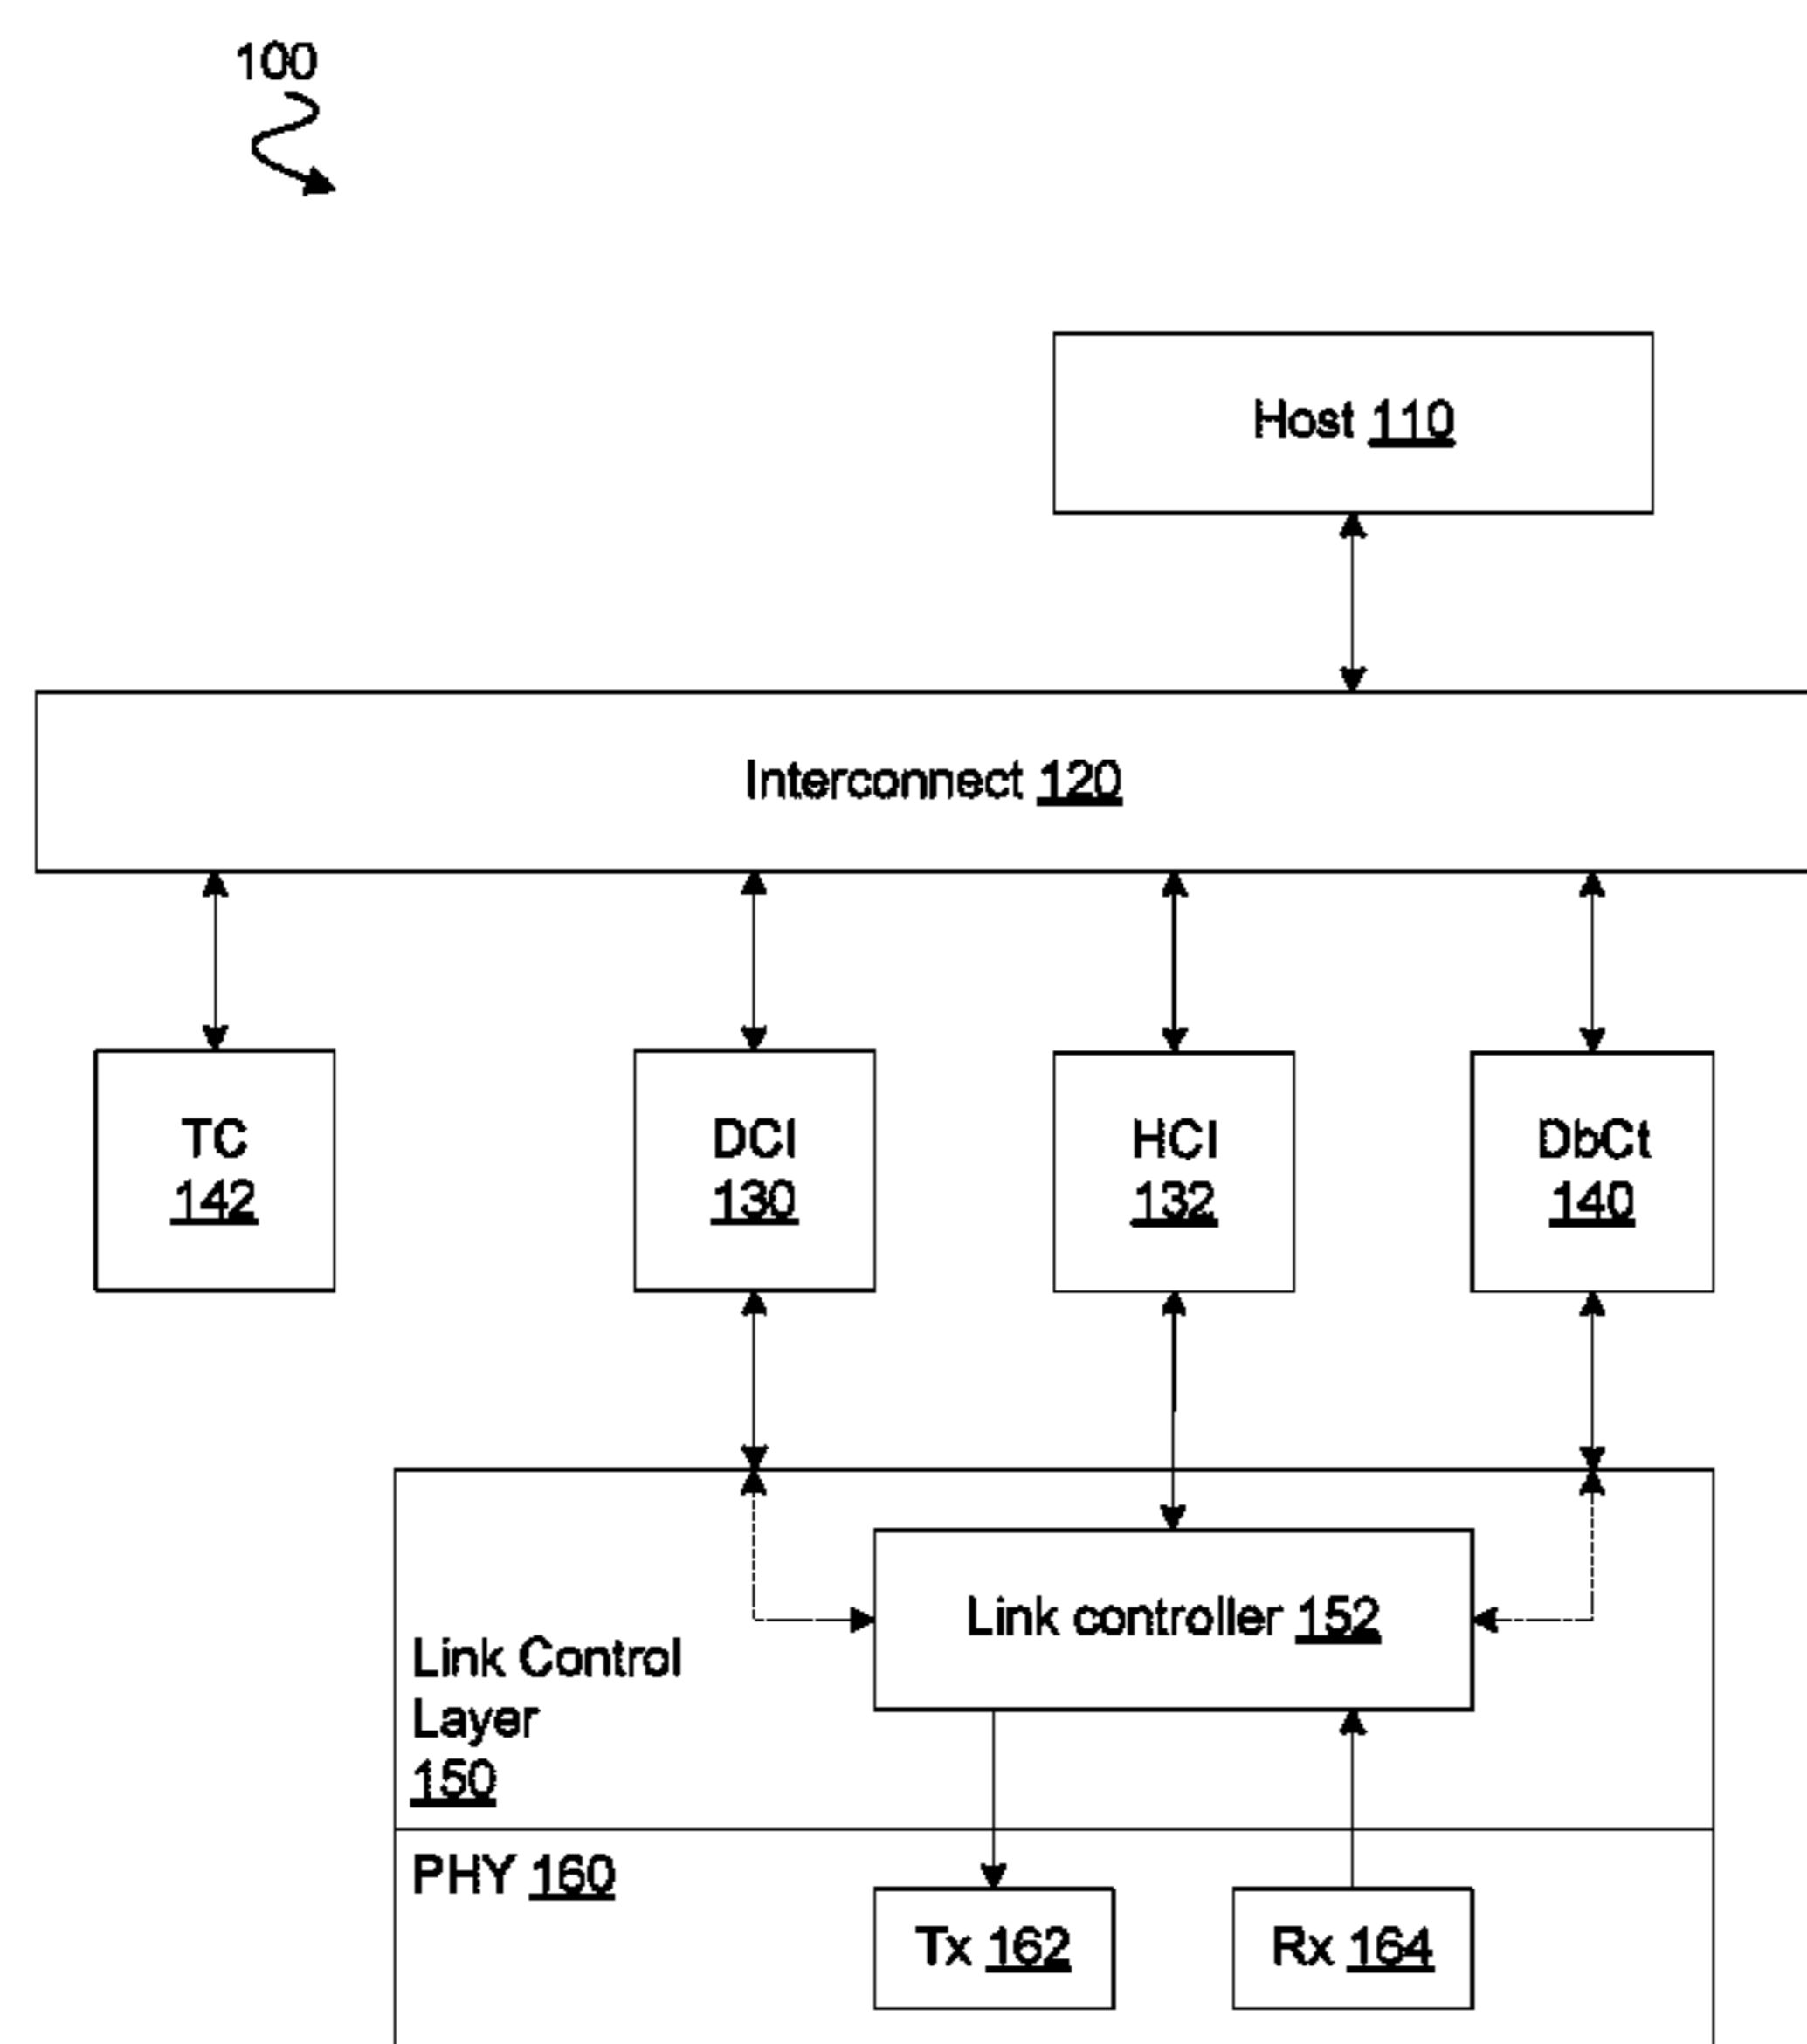 100
Host 110
Interconnect 120
TC
142
DCI
130
HCI
132
DbCt
140
Link controller 152
Link Control
Layer
150
PHY 160
Tx 162
Rx 164